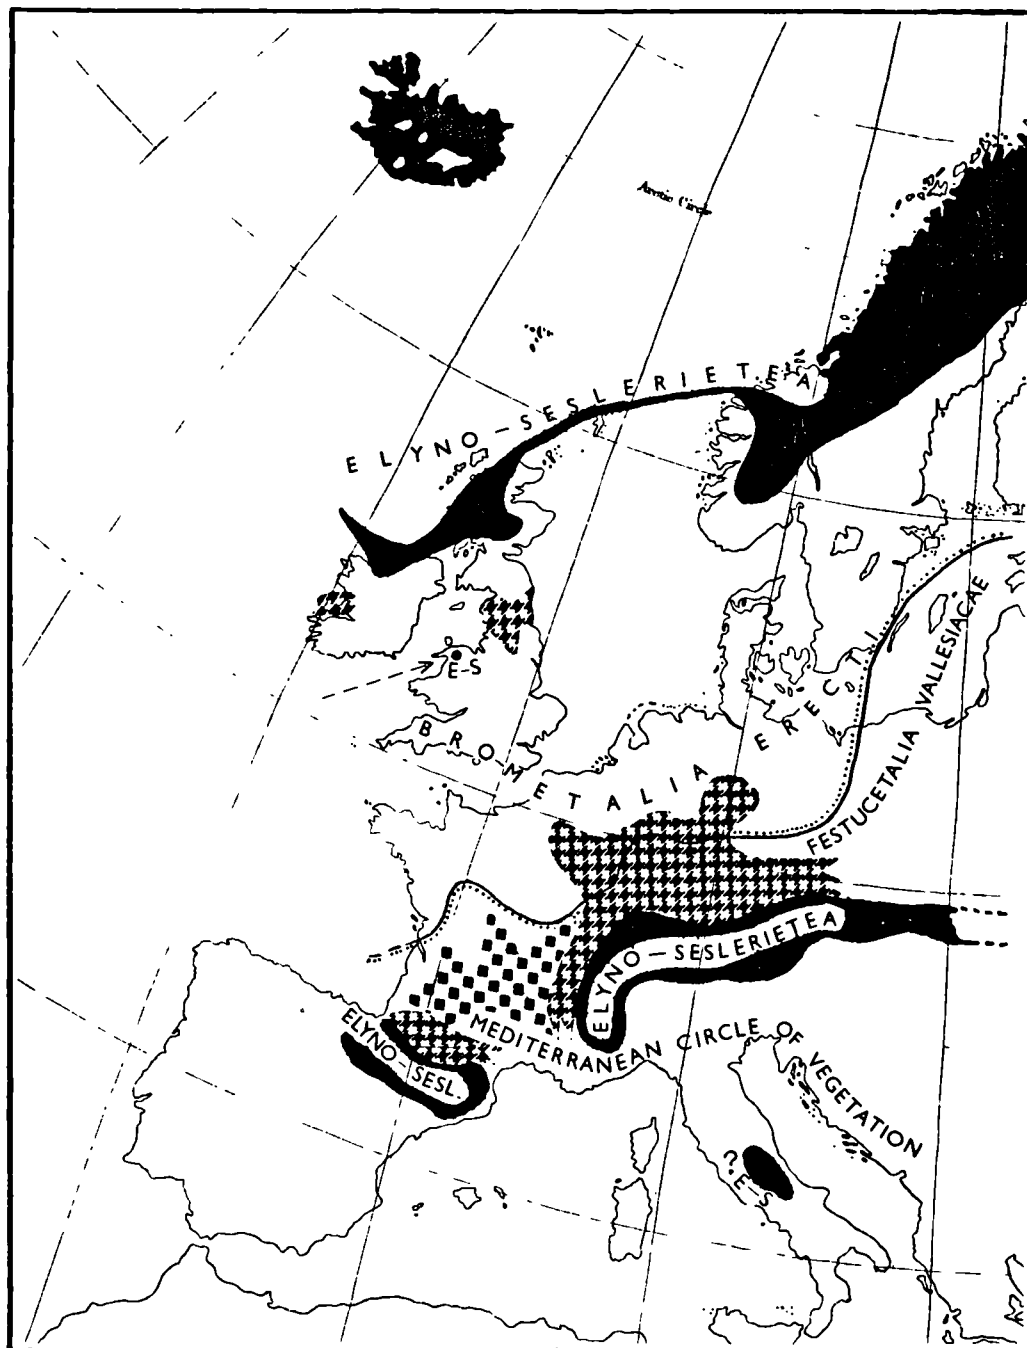 Arctic Circle
ELYNO-SESLERIETEA
E-S
BROMETALIA ERECTI
FESTUCETALIA VALLESIACAE
ELYNO-SESLERIETEA
ELYNO-SESL.
MEDITERRANEAN CIRCLE OF VEGETATION
?E-S